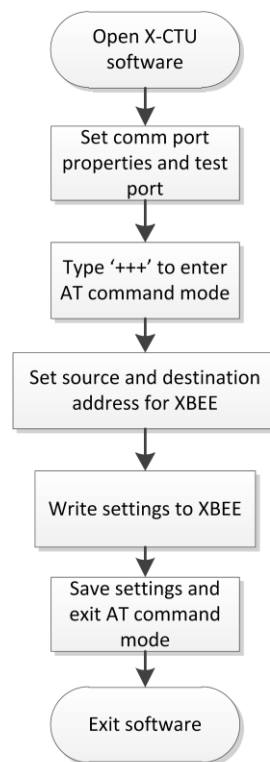 Open X-CTU
software
Set comm port
properties and test
port
Type ‘+++’ to enter
AT command mode
Set source and destination
address for XBEE
Write settings to XBEE
Save settings and
exit AT command
mode
Exit software